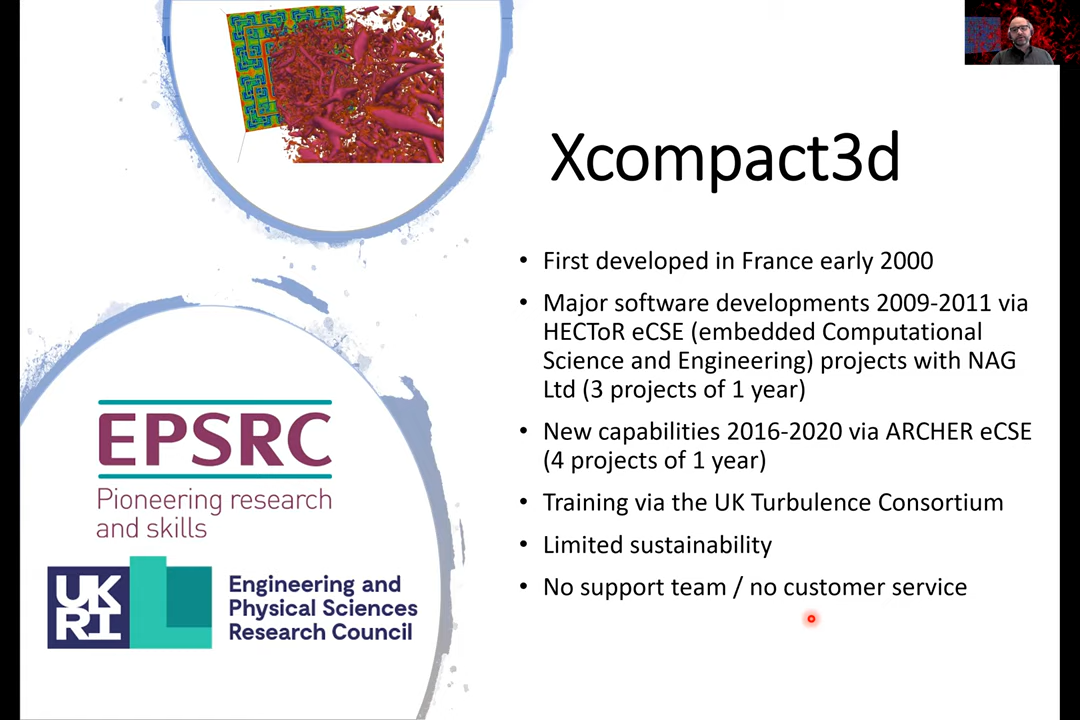 Xcompact3d
• First developed in France early 2000
• Major software developments 2009-2011 via
HECToR eCSE (embedded Computational
Science and Engineering) projects with NAG
Ltd (3 projects of 1 year)
• New capabilities 2016-2020 via ARCHER eCSE
(4 projects of 1 year)
• Training via the UK Turbulence Consortium
• Limited sustainability
• No support team / no customer service
EPSRC
Pioneering research
and skills
UK
RI
Engineering and
Physical Sciences
Research Council